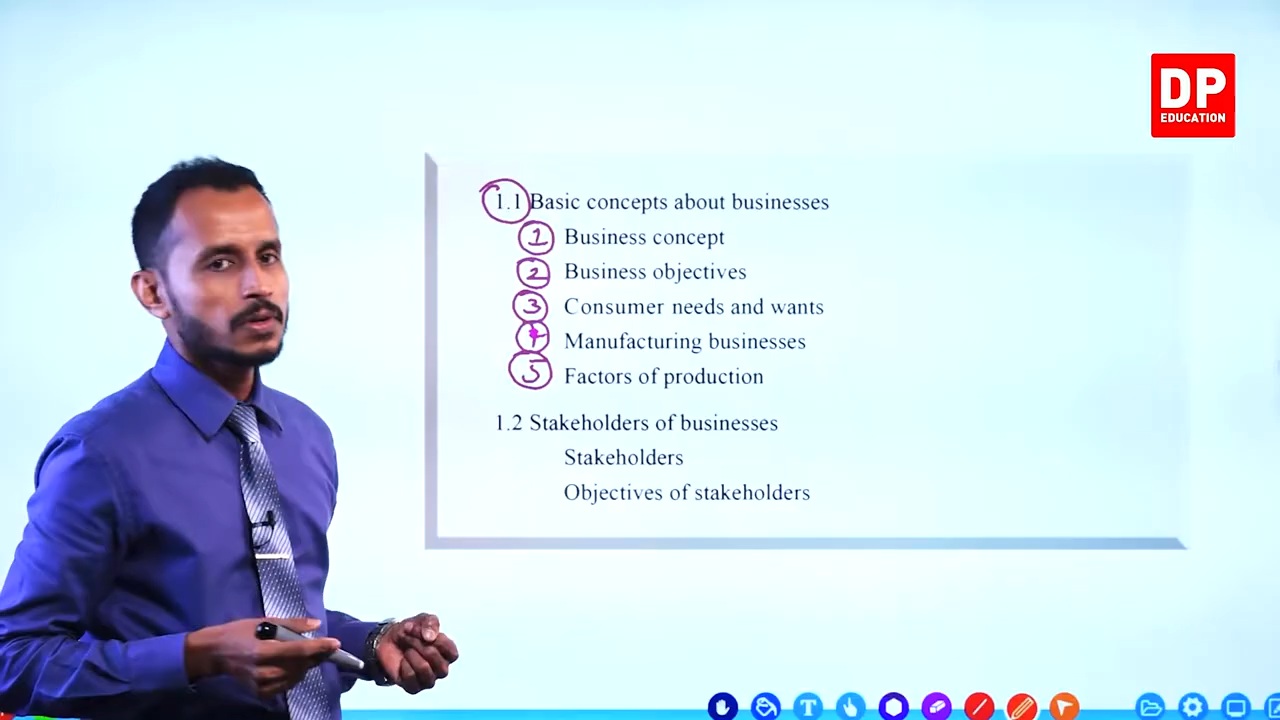 DP
EDUCATION
1.1 Basic concepts about businesses
1 Business concept
2 Business objectives
3 Consumer needs and wants
4 Manufacturing businesses
5 Factors of production
1.2 Stakeholders of businesses
Stakeholders
Objectives of stakeholders
T